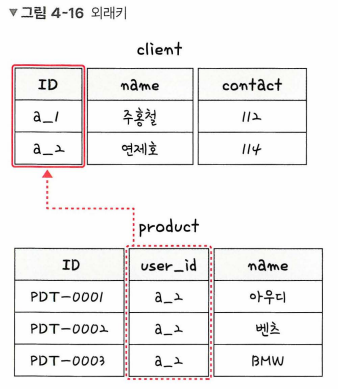 ▼ 그림 4-16 외래키
client
ID name contact
a_1 주홍철 112
a_2 연제호 114
product
ID user_id name
PDT-0001 a_2 아우디
PDT-0002 a_2 벤츠
PDT-0003 a_2 BMW